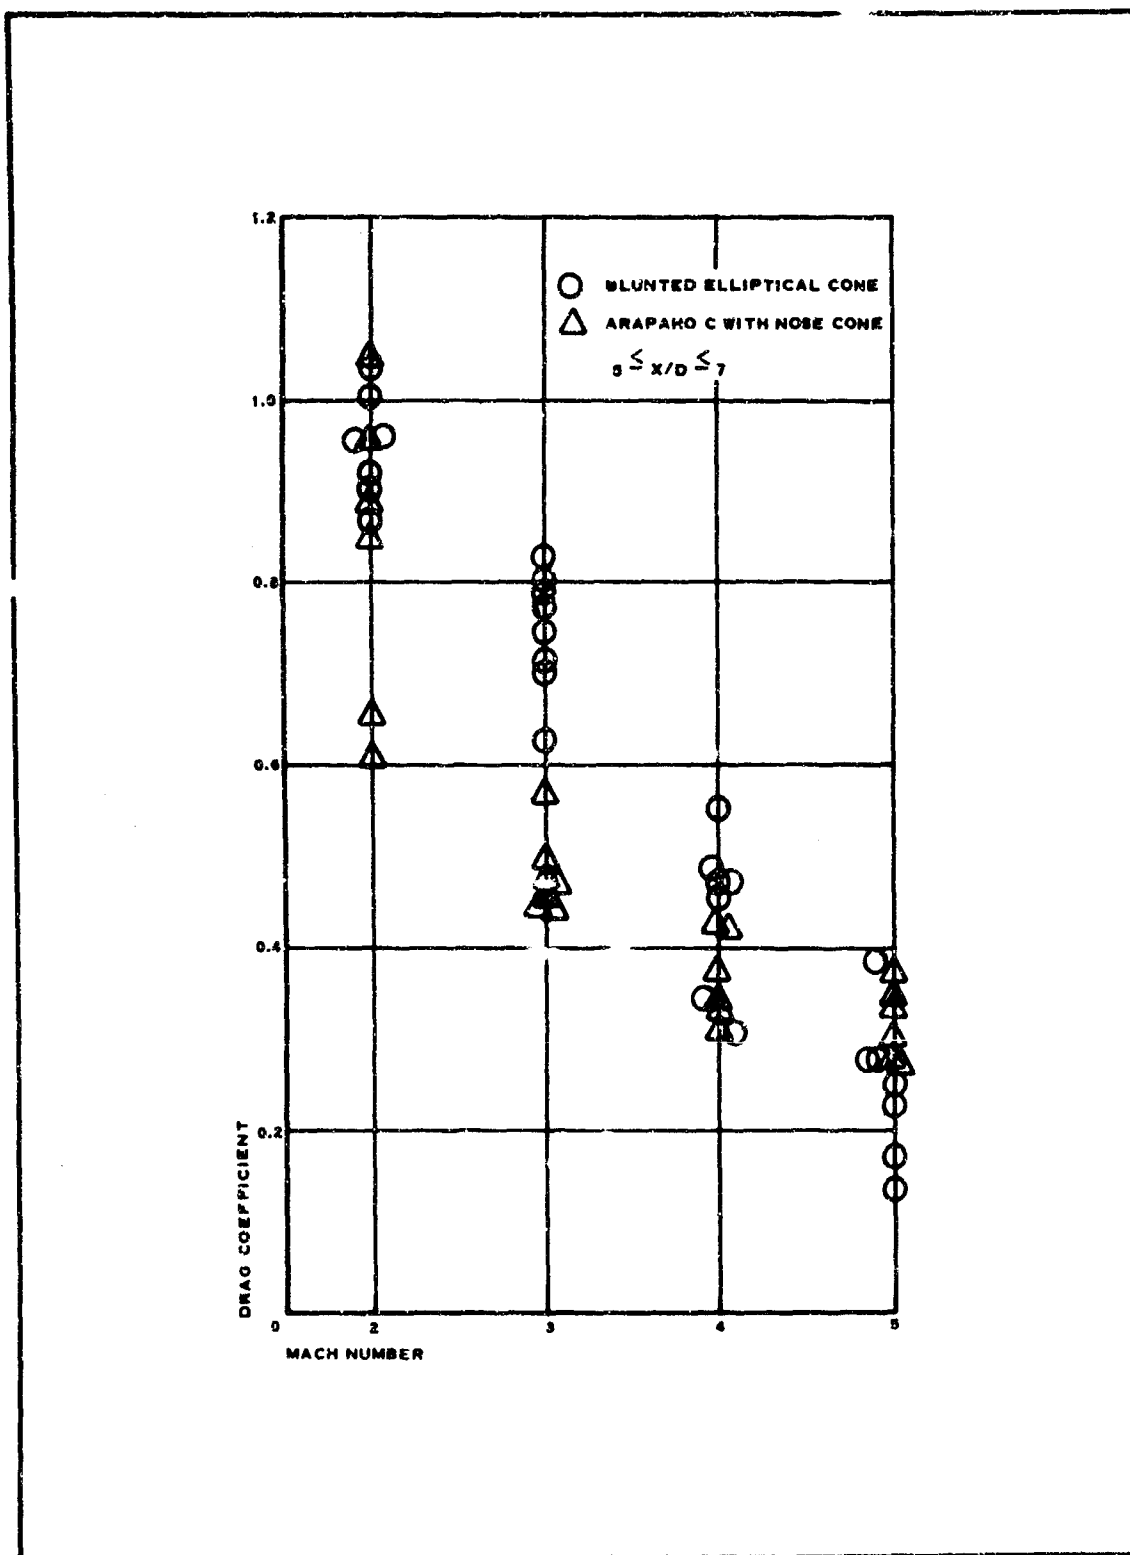 1.2
○ BLUNTED ELLIPTICAL CONE
△ ARAPAHO C WITH NOSE CONE
5 ≤ X/D ≤ 7
1.0
0.8
0.6
0.4
0.2
DRAG COEFFICIENT
0 2 3 4 5
MACH NUMBER